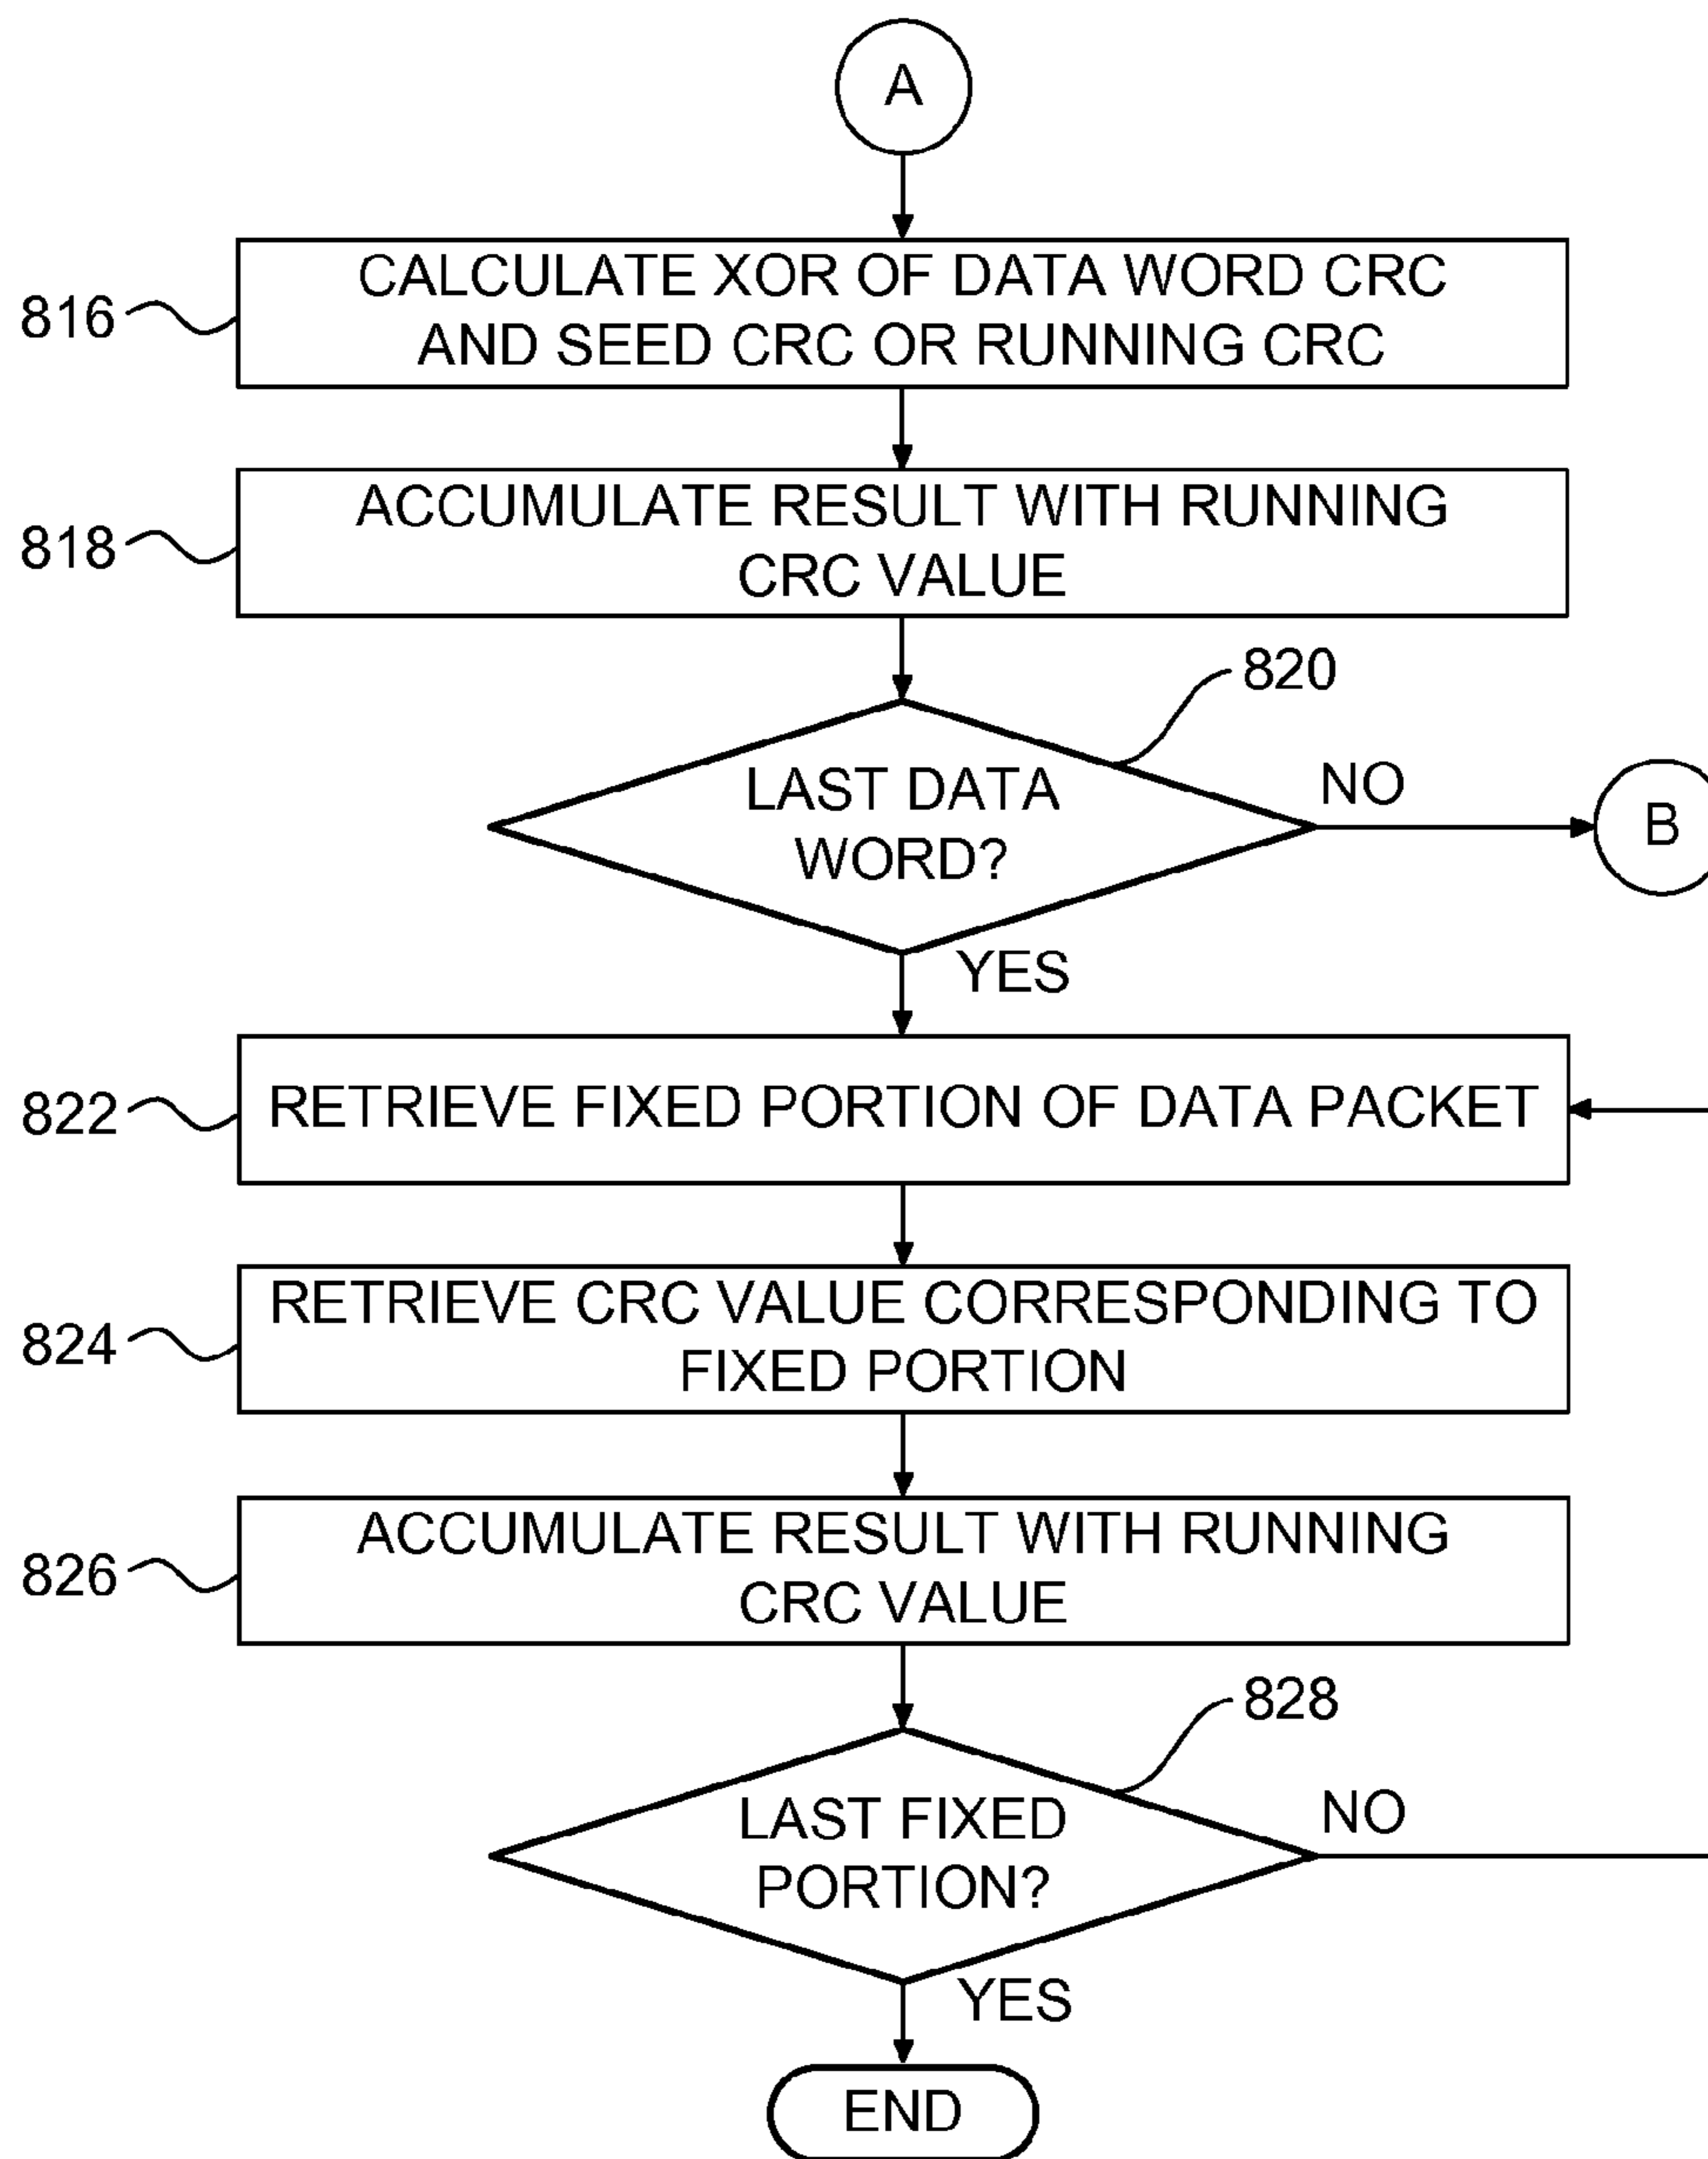 A
816
CALCULATE XOR OF DATA WORD CRC
AND SEED CRC OR RUNNING CRC
818
ACCUMULATE RESULT WITH RUNNING
CRC VALUE
820
LAST DATA
WORD?
NO
B
YES
822
RETRIEVE FIXED PORTION OF DATA PACKET
824
RETRIEVE CRC VALUE CORRESPONDING TO
FIXED PORTION
826
ACCUMULATE RESULT WITH RUNNING
CRC VALUE
828
LAST FIXED
PORTION?
NO
YES
END